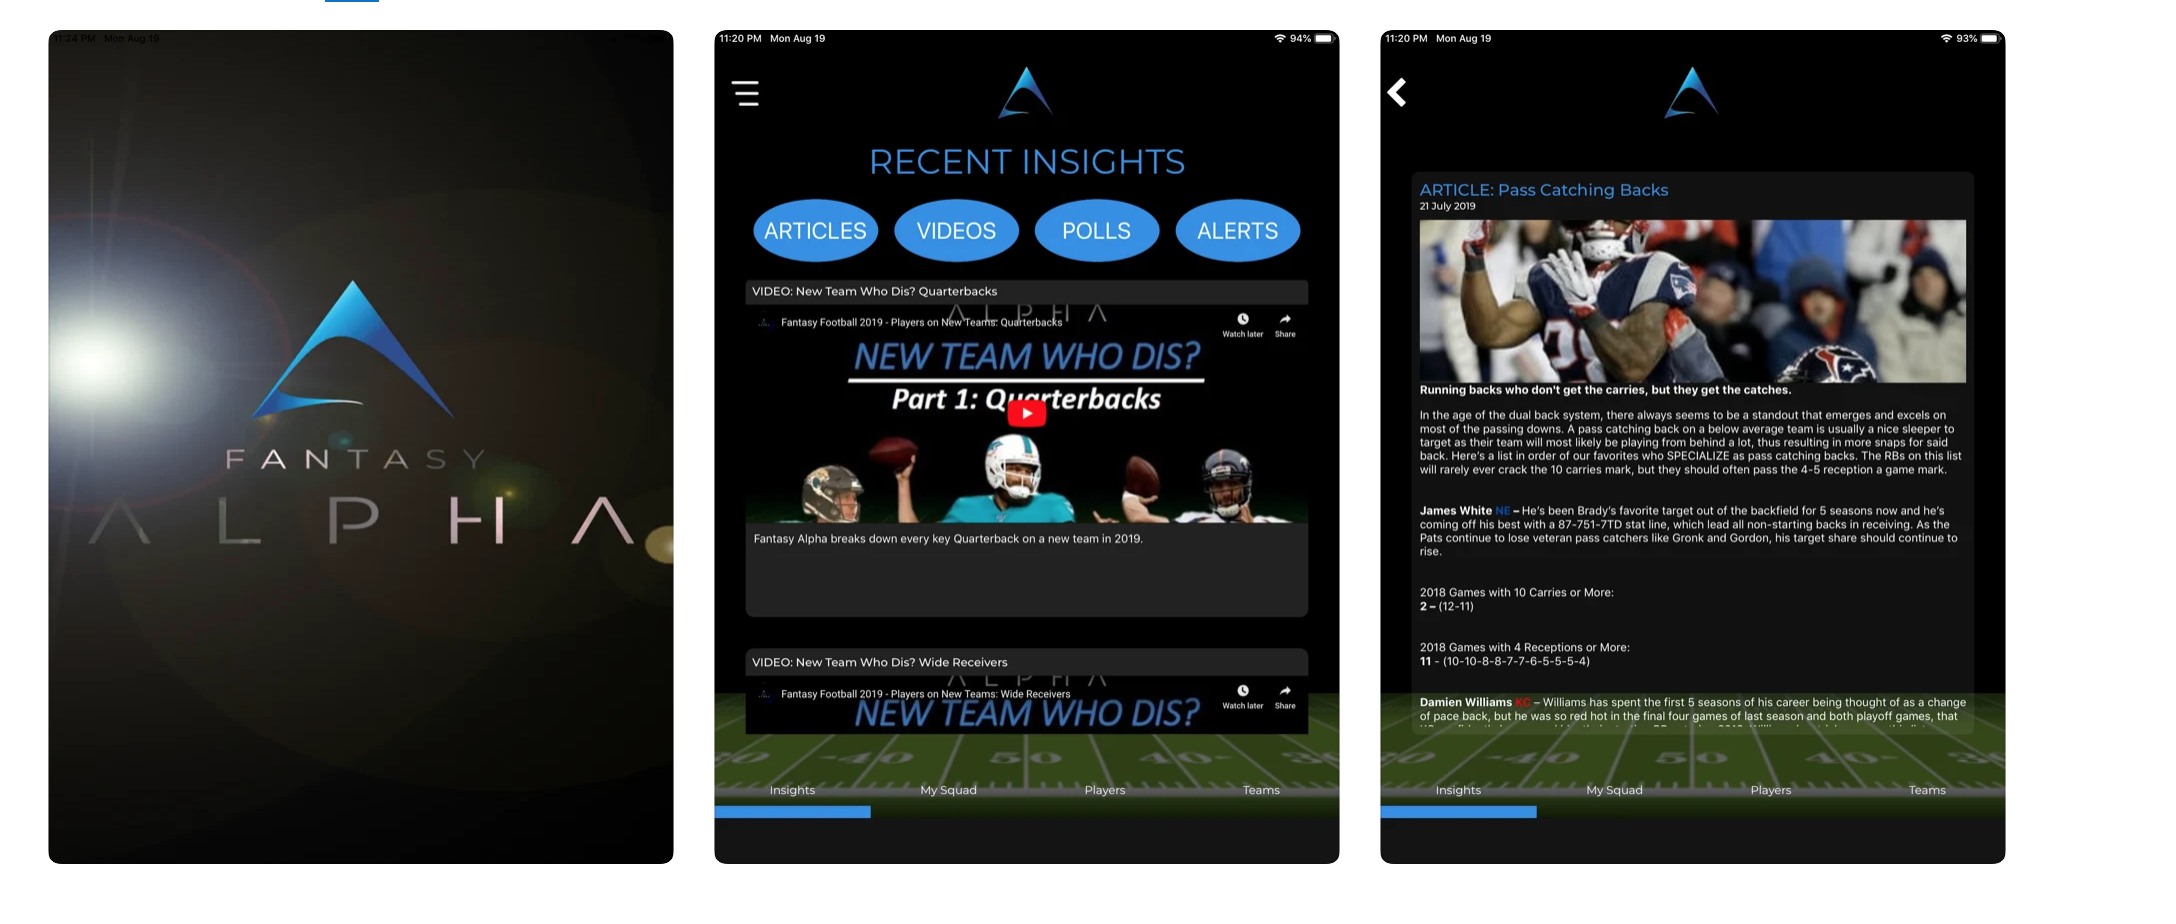 11:24 PM Mon Aug 19
FANTASY
ALPHA
11:20 PM Mon Aug 19
94%
RECENT INSIGHTS
ARTICLES
VIDEOS
POLLS
ALERTS
VIDEO: New Team Who Dis? Quarterbacks
ALPHA
Fantasy Football 2019 - Players on New Teams: Quarterbacks
Watch later
Share
NEW TEAM WHO DIS?
Part 1: Quarterbacks
Fantasy Alpha breaks down every key Quarterback on a new team in 2019.
VIDEO: New Team Who Dis? Wide Receivers
ALPHA
Fantasy Football 2019 - Players on New Teams: Wide Receivers
Watch later
Share
NEW TEAM WHO DIS?
40
50
40
Insights
My Squad
Players
Teams
11:20 PM Mon Aug 19
93%
ARTICLE: Pass Catching Backs
21 July 2019
Running backs who don't get the carries, but they get the catches.
In the age of the dual back system, there always seems to be a standout that emerges and excels on
most of the passing downs. A pass catching back on a below average team is usually a nice sleeper to
target as their team will most likely be playing from behind a lot, thus resulting in more snaps for said
back. Here's a list in order of our favorites who SPECIALIZE as pass catching backs. The RBs on this list
will rarely ever crack the 10 carries mark, but they should often pass the 4-5 reception a game mark.
James White NE – He's been Brady's favorite target out of the backfield for 5 seasons now and he's
coming off his best with a 87-751-7TD stat line, which lead all non-starting backs in receiving. As the
Pats continue to lose veteran pass catchers like Gronk and Gordon, his target share should continue to
rise.
2018 Games with 10 Carries or More:
2 – (12-11)
2018 Games with 4 Receptions or More:
11 - (10-10-8-8-7-7-6-5-5-5-4)
Damien Williams KC – Williams has spent the first 5 seasons of his career being thought of as a change
of pace back, but he was so red hot in the final four games of last season and both playoff games, that
40
50
40
Insights
My Squad
Players
Teams